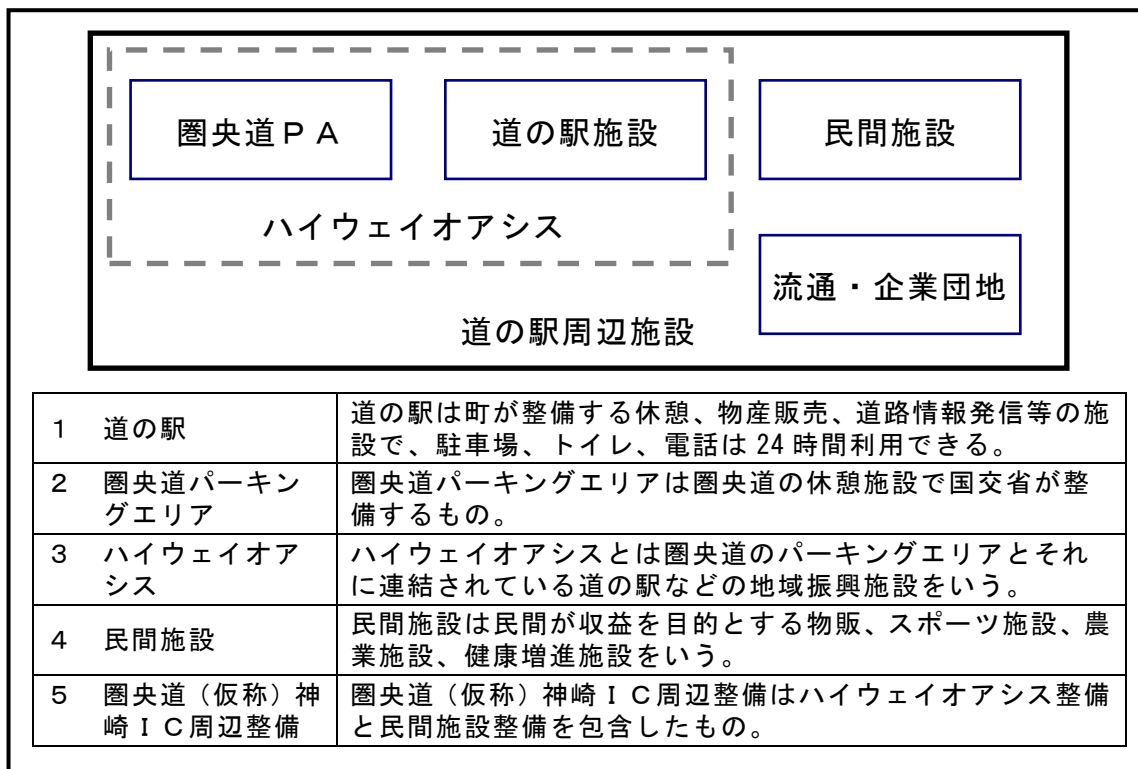 圏央道ＰＡ
道の駅施設
民間施設
ハイウェイオアシス
流通・企業団地
道の駅周辺施設
1 道の駅
道の駅は町が整備する休憩、物産販売、道路情報発信等の施
設で、駐車場、トイレ、電話は24時間利用できる。
2 圏央道パーキン
グエリア
圏央道パーキングエリアは圏央道の休憩施設で国交省が整
備するもの。
3 ハイウェイオア
シス
ハイウェイオアシスとは圏央道のパーキングエリアとそれ
に連結されている道の駅などの地域振興施設をいう。
4 民間施設
民間施設は民間が収益を目的とする物販、スポーツ施設、農
業施設、健康増進施設をいう。
5 圏央道（仮称）神
崎ＩＣ周辺整備
圏央道（仮称）神崎ＩＣ周辺整備はハイウェイオアシス整備
と民間施設整備を包含したもの。